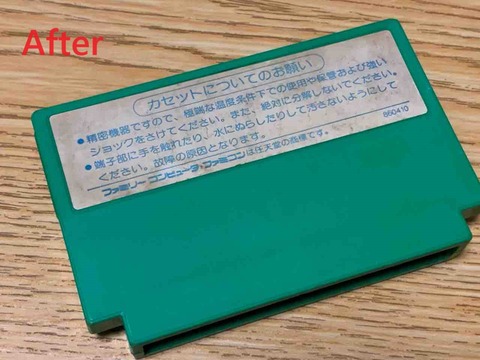 After
カセットについてのお願い
●精密機器ですので、極端な温度条件下での使用や保管および強い
ショックをさけてください。また、絶対に分解しないでください。
●端子部に手を触れたり、水にぬらしたりして汚さないようにして
ください。故障の原因となります。
860410
ファミリーコンピュータ・ファミコンは任天堂の商標です。